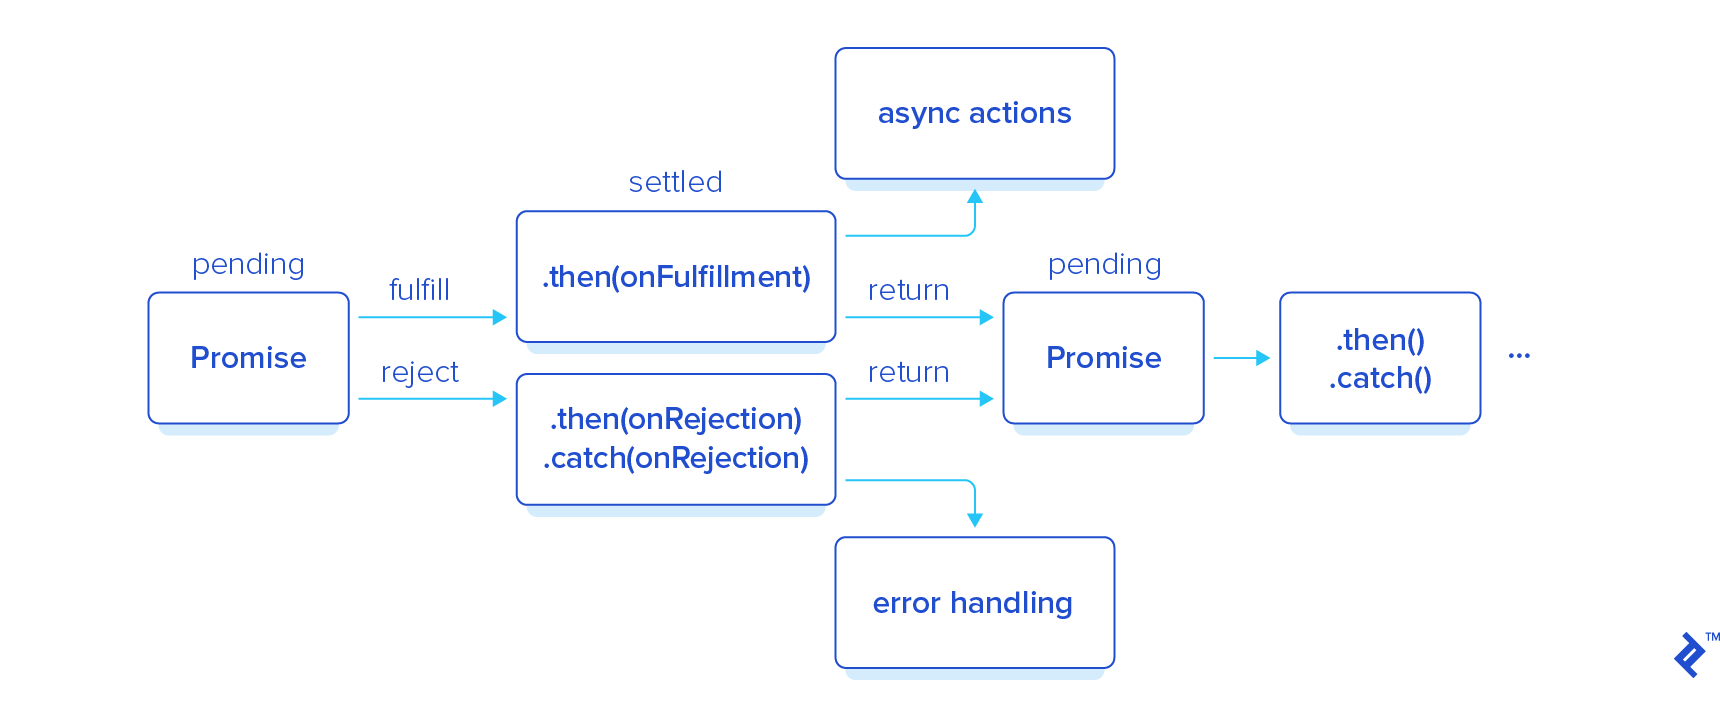 async actions
settled
.then(onFulfillment)
pending
Promise
fulfill
reject
.then(onRejection)
.catch(onRejection)
return
return
pending
Promise
.then()
.catch()
...
error handling
TM